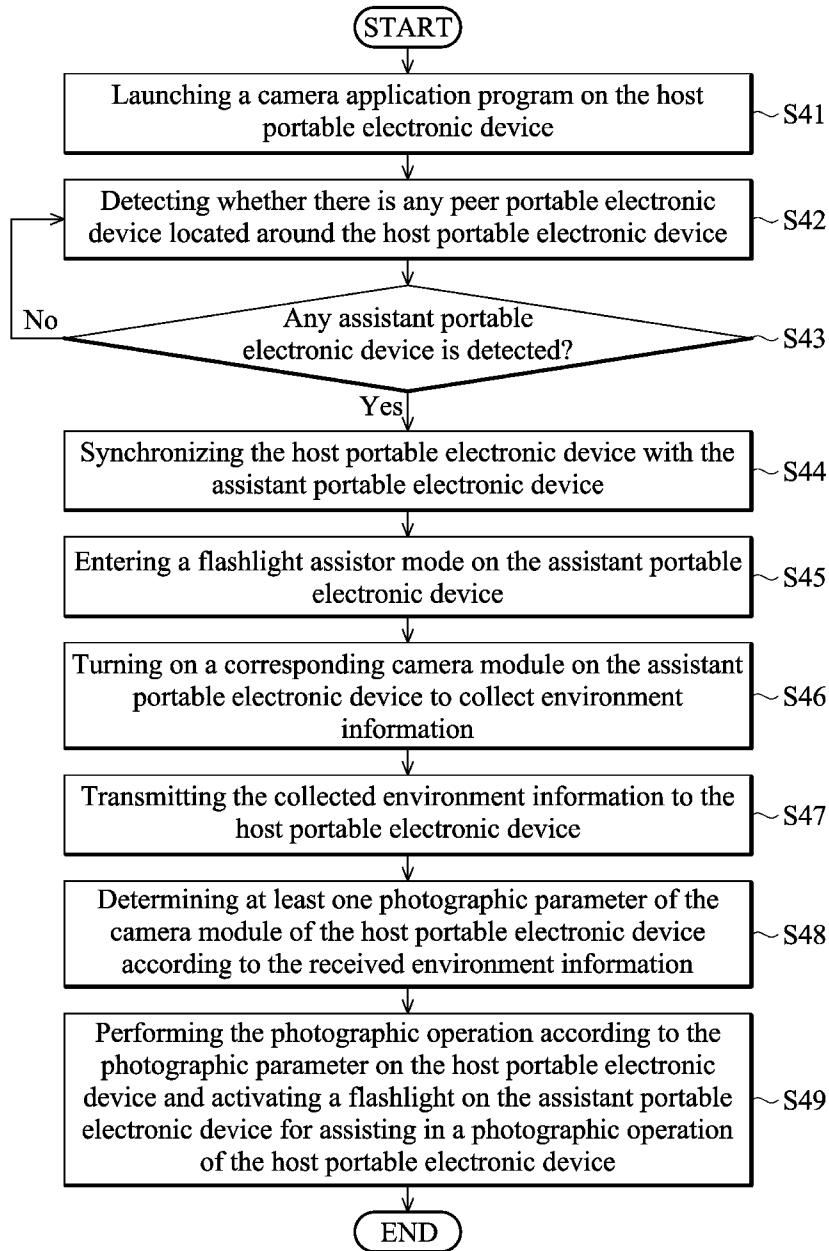 START
Launching a camera application program on the host
portable electronic device
S41
Detecting whether there is any peer portable electronic
device located around the host portable electronic device
S42
No
Any assistant portable
electronic device is detected?
S43
Yes
Synchronizing the host portable electronic device with the
assistant portable electronic device
S44
Entering a flashlight assistor mode on the assistant portable
electronic device
S45
Turning on a corresponding camera module on the assistant
portable electronic device to collect environment
information
S46
Transmitting the collected environment information to the
host portable electronic device
S47
Determining at least one photographic parameter of the
camera module of the host portable electronic device
according to the received environment information
S48
Performing the photographic operation according to the
photographic parameter on the host portable electronic
device and activating a flashlight on the assistant portable
electronic device for assisting in a photographic operation
of the host portable electronic device
S49
END